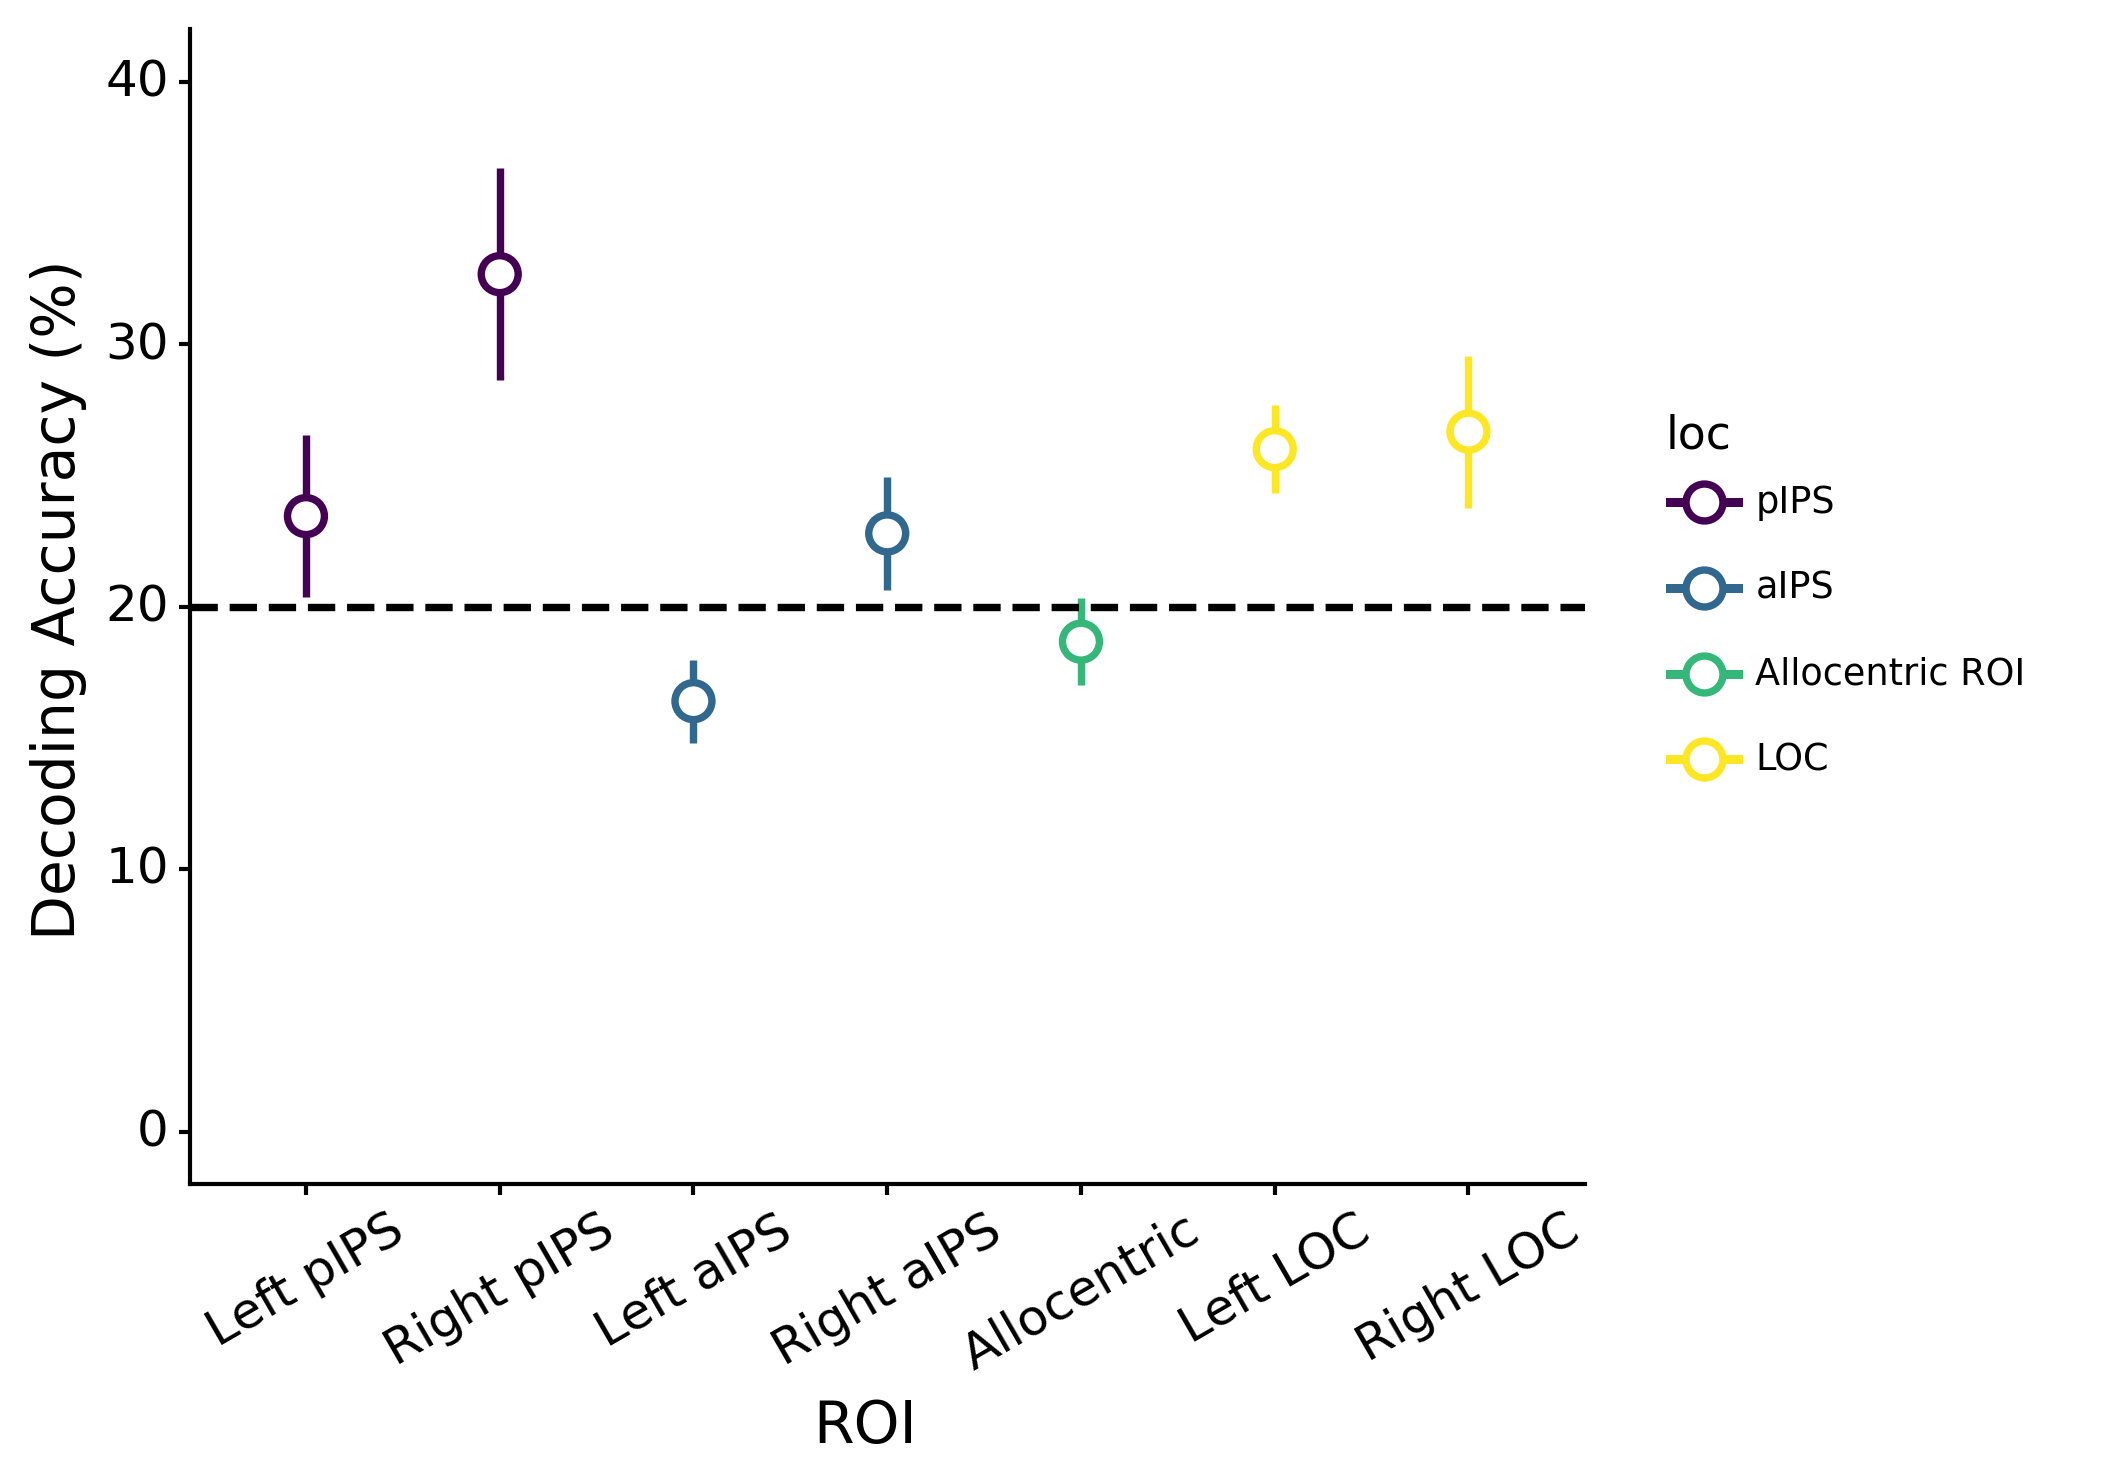 Decoding Accuracy (%)
40
30
20
10
0
Left pIPS
Right pIPS
Left aIPS
Right aIPS
Allocentric
Left LOC
Right LOC
ROI
loc
pIPS
aIPS
Allocentric ROI
LOC